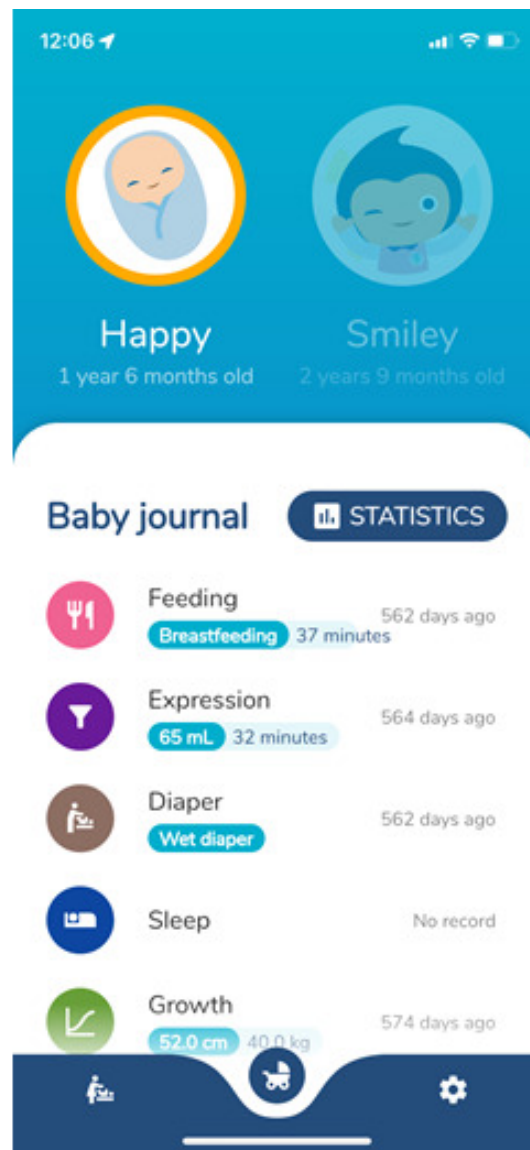 12:06
Happy Smiley
1 year 6 months old 2 years 9 months old
Baby journal STATISTICS
Feeding
562 days ago
Breastfeeding 37 minutes
Expression
564 days ago
65 mL 32 minutes
Diaper
562 days ago
Wet diaper
Sleep No record
Growth
574 days ago
52.0 cm 40.0 kg